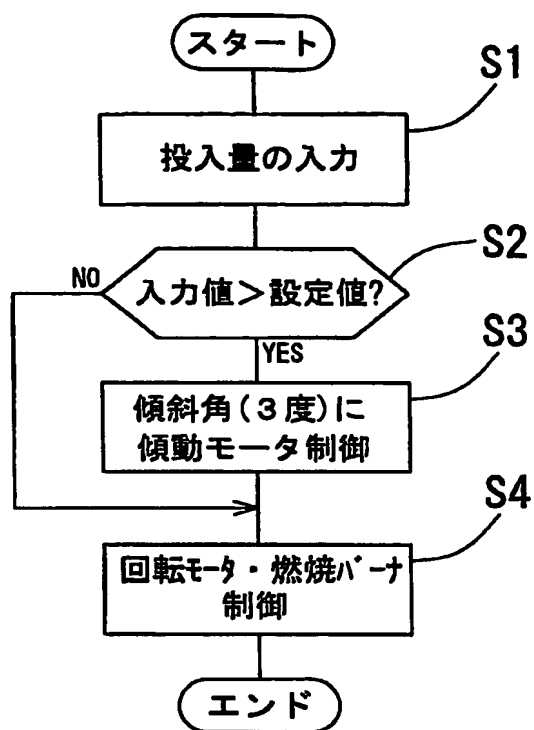 スタート
S1
投入量の入力
S2
NO
入力値>設定値?
YES
S3
傾斜角(3度)に
傾動モータ制御
S4
回転モータ・燃焼バーナ
制御
エンド